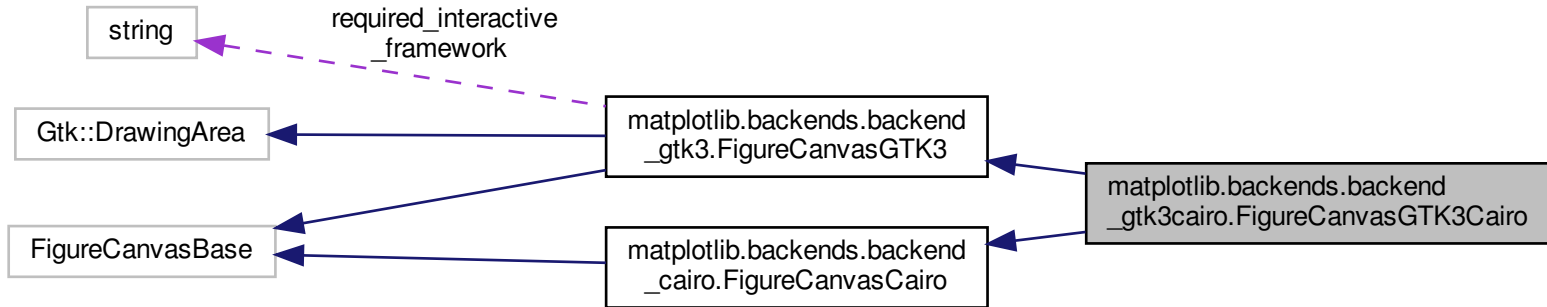 string
required_interactive
_framework
Gtk::DrawingArea
matplotlib.backends.backend
_gtk3.FigureCanvasGTK3
FigureCanvasBase
matplotlib.backends.backend
_cairo.FigureCanvasCairo
matplotlib.backends.backend
_gtk3cairo.FigureCanvasGTK3Cairo